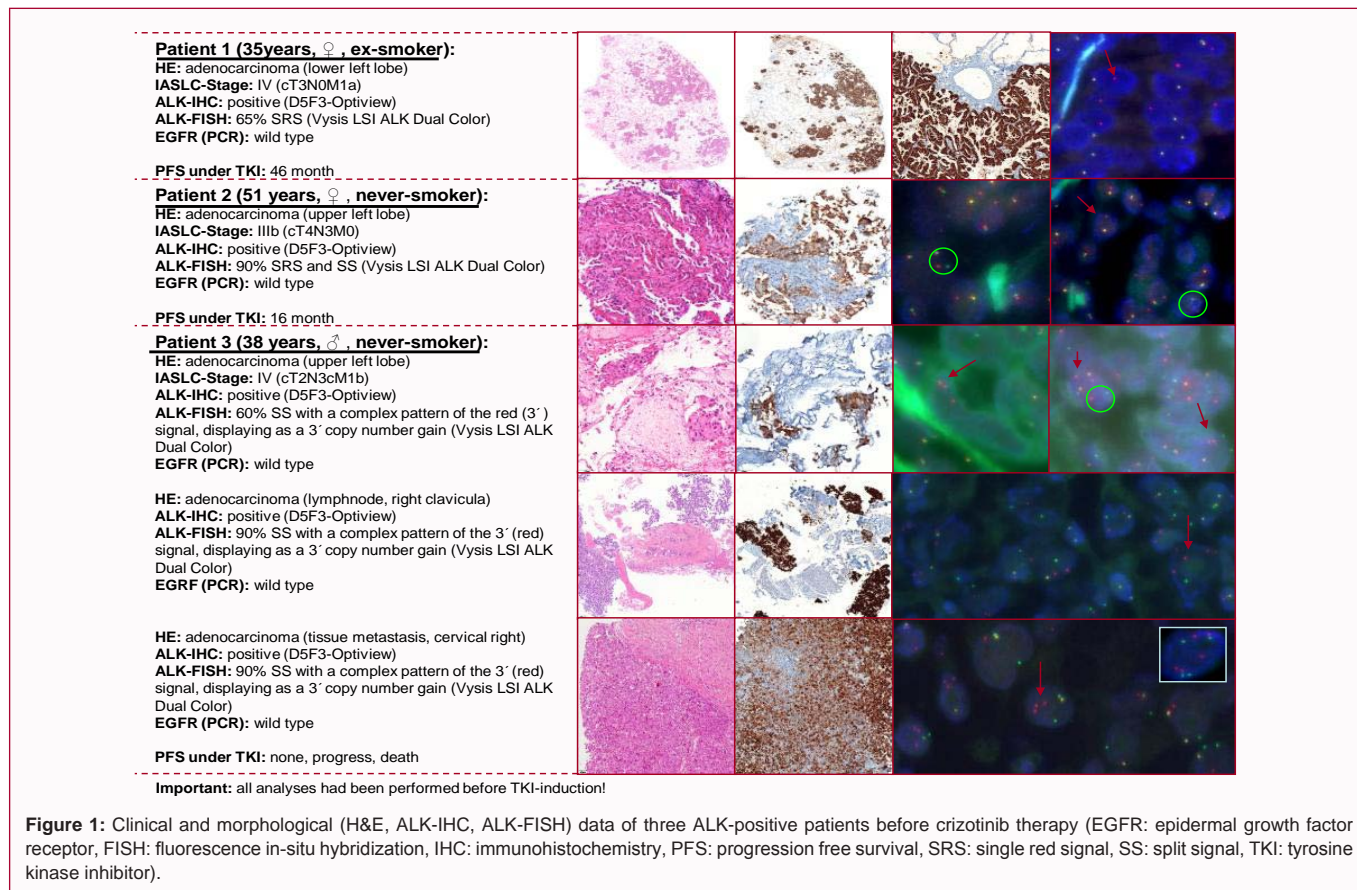 Patient 1 (35years, ♀ , ex-smoker):
HE: adenocarcinoma (lower left lobe)
IASLC-Stage: IV (cT3N0M1a)
ALK-IHC: positive (D5F3-Optiview)
ALK-FISH: 65% SRS (Vysis LSI ALK Dual Color)
EGFR (PCR): wild type
PFS under TKI: 46 month
Patient 2 (51 years, ♀ , never-smoker):
HE: adenocarcinoma (upper left lobe)
IASLC-Stage: IIIb (cT4N3M0)
ALK-IHC: positive (D5F3-Optiview)
ALK-FISH: 90% SRS and SS (Vysis LSI ALK Dual Color)
EGFR (PCR): wild type
PFS under TKI: 16 month
Patient 3 (38 years, ♂ , never-smoker):
HE: adenocarcinoma (upper left lobe)
IASLC-Stage: IV (cT2N3cM1b)
ALK-IHC: positive (D5F3-Optiview)
ALK-FISH: 60% SS with a complex pattern of the red (3´ )
signal, displaying as a 3´ copy number gain (Vysis LSI ALK
Dual Color)
EGFR (PCR): wild type
HE: adenocarcinoma (lymphnode, right clavicula)
ALK-IHC: positive (D5F3-Optiview)
ALK-FISH: 90% SS with a complex pattern of the 3´ (red)
signal, displaying as a 3´ copy number gain (Vysis LSI ALK
Dual Color)
EGRF (PCR): wild type
HE: adenocarcinoma (tissue metastasis, cervical right)
ALK-IHC: positive (D5F3-Optiview)
ALK-FISH: 90% SS with a complex pattern of the 3´ (red)
signal, displaying as a 3´ copy number gain (Vysis LSI ALK
Dual Color)
EGFR (PCR): wild type
PFS under TKI: none, progress, death
Important: all analyses had been performed before TKI-induction!
Figure 1: Clinical and morphological (H&E, ALK-IHC, ALK-FISH) data of three ALK-positive patients before crizotinib therapy (EGFR: epidermal growth factor
receptor, FISH: fluorescence in-situ hybridization, IHC: immunohistochemistry, PFS: progression free survival, SRS: single red signal, SS: split signal, TKI: tyrosine
kinase inhibitor).